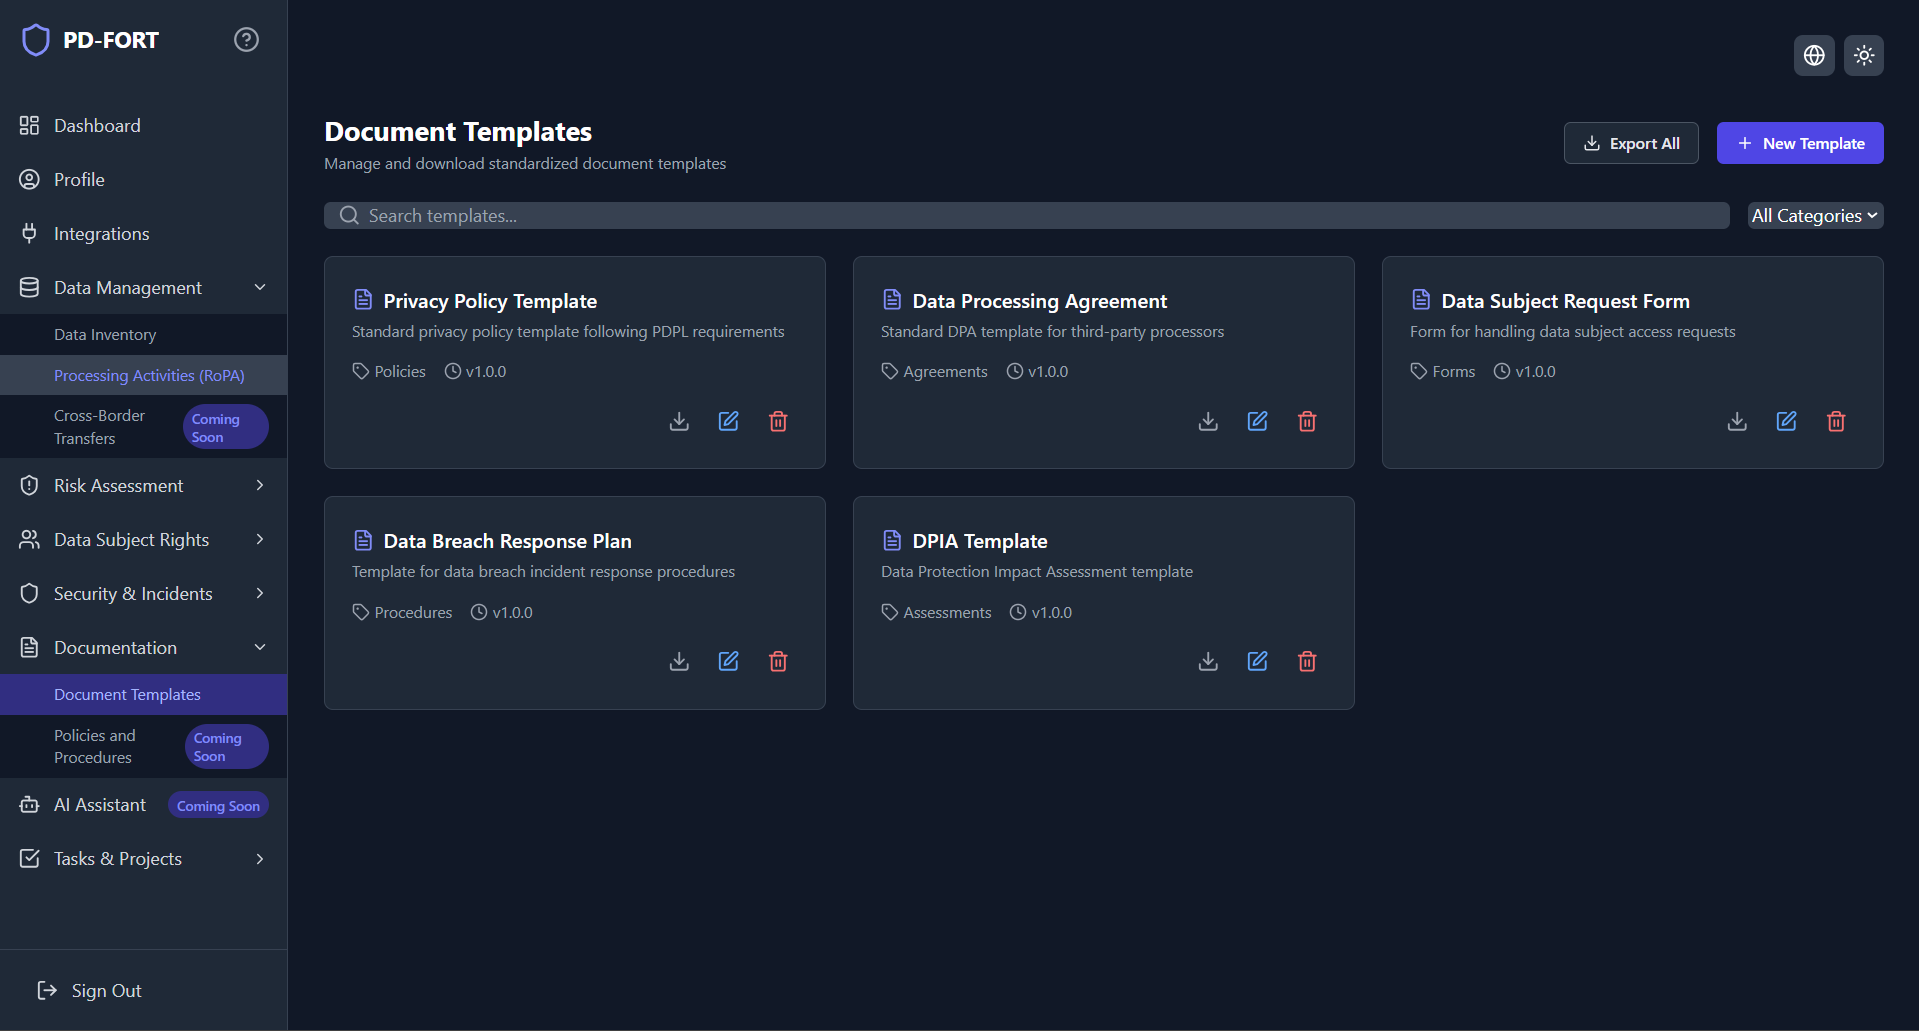 PD-FORT
Dashboard
Profile
Integrations
Data Management
Data Inventory
Processing Activities (RoPA)
Cross-Border
Transfers
Coming
Soon
Risk Assessment
Data Subject Rights
Security & Incidents
Documentation
Document Templates
Policies and
Procedures
Coming
Soon
AI Assistant
Coming Soon
Tasks & Projects
Sign Out
Document Templates
Manage and download standardized document templates
Export All
New Template
Search templates...
All Categories
Privacy Policy Template
Standard privacy policy template following PDPL requirements
Policies v1.0.0
Data Processing Agreement
Standard DPA template for third-party processors
Agreements v1.0.0
Data Subject Request Form
Form for handling data subject access requests
Forms v1.0.0
Data Breach Response Plan
Template for data breach incident response procedures
Procedures v1.0.0
DPIA Template
Data Protection Impact Assessment template
Assessments v1.0.0